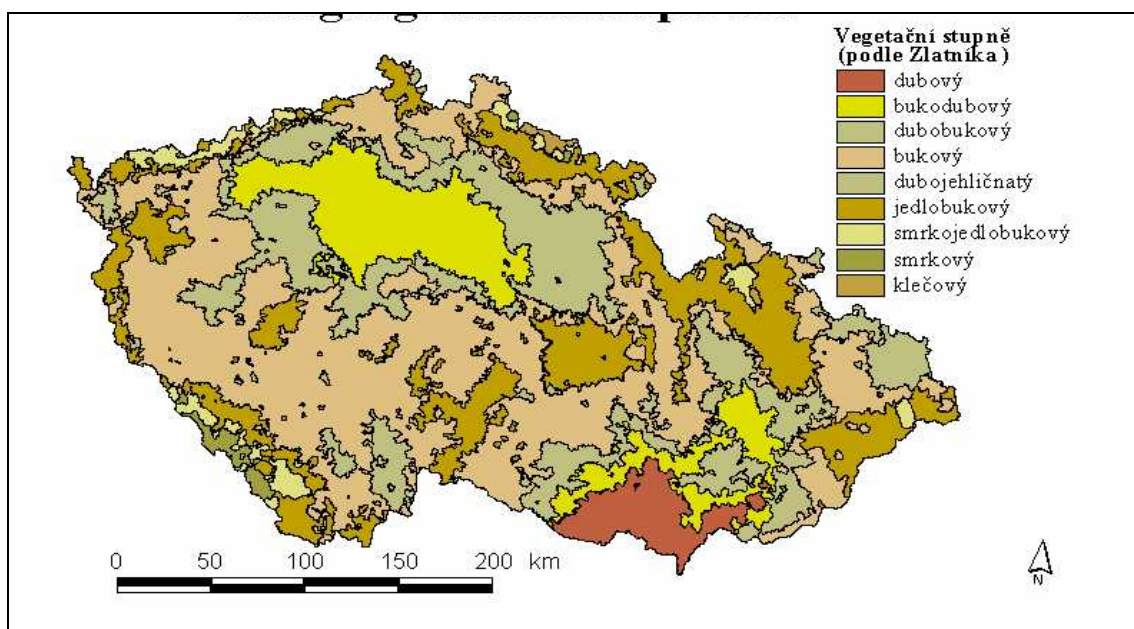 Vegetační stupně
(podle Zlatníka)
dubový
bukodubový
dubobukový
bukový
dubojehličnatý
jedlobukový
smrkojedlobukový
smrkový
klečový
0 50 100 150 200 km
N